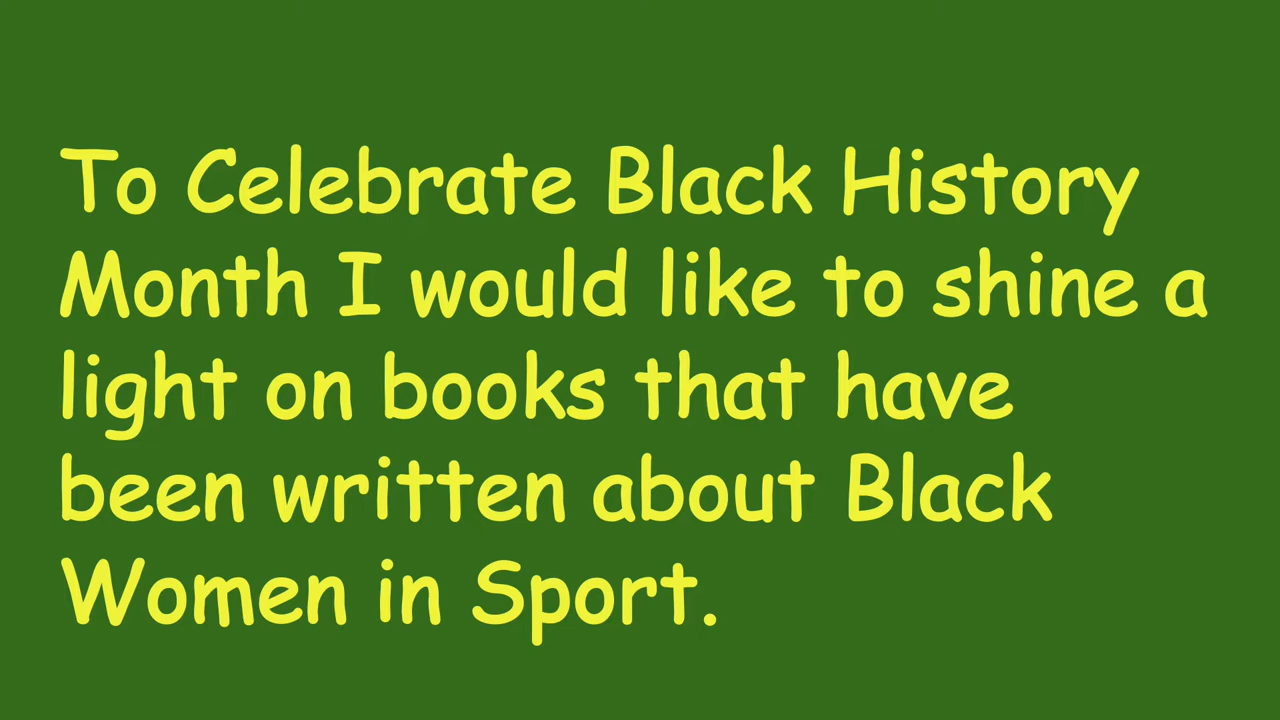 To Celebrate Black History
Month I would like to shine a
light on books that have
been written about Black
Women in Sport.